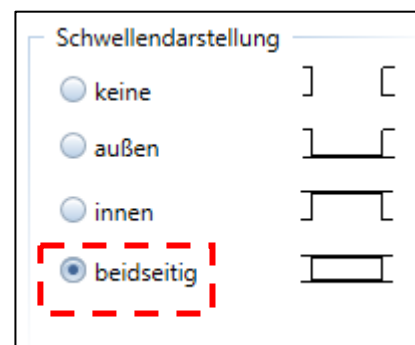 Schwellendarstellung
keine
außen
innen
beidseitig